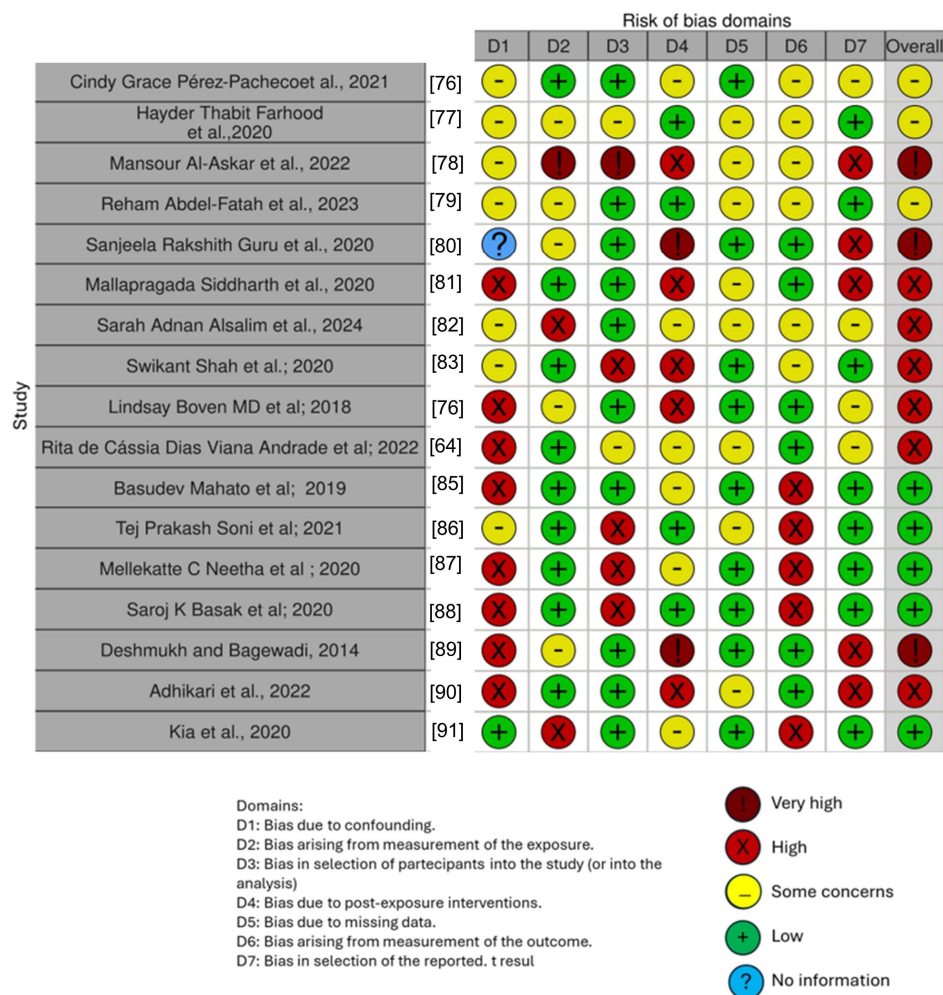 Risk of bias domains
D1 D2 D3 D4 D5 D6 D7 Overall
Study
Cindy Grace Pérez-Pachecoet al., 2021 [76] - + + - + - - -
Hayder Thabit Farhood
et al.,2020 [77] - - - + - - + -
Mansour Al-Askar et al., 2022 [78] - ! ! X - - X !
Reham Abdel-Fatah et al., 2023 [79] - - + + - - + -
Sanjeela Rakshith Guru et al., 2020 [80] ? - + ! + + X !
Mallapragada Siddharth et al., 2020 [81] X + + X - + X X
Sarah Adnan Alsalim et al., 2024 [82] - X + - - - - X
Swikant Shah et al.; 2020 [83] - + X X + - + X
Lindsay Boven MD et al; 2018 [76] X - + X + + - X
Rita de Cássia Dias Viana Andrade et al; 2022 [64] X + - - - + - X
Basudev Mahato et al; 2019 [85] X + + - + X + +
Tej Prakash Soni et al; 2021 [86] - + X + - X + +
Mellekatte C Neetha et al ; 2020 [87] X + X - + X + +
Saroj K Basak et al; 2020 [88] X + X + + X + +
Deshmukh and Bagewadi, 2014 [89] X - + ! + + X !
Adhikari et al., 2022 [90] X + + X - + X X
Kia et al., 2020 [91] + X + - + X + +
Domains:
D1: Bias due to confounding.
D2: Bias arising from measurement of the exposure.
D3: Bias in selection of partecipants into the study (or into the
analysis)
D4: Bias due to post-exposure interventions.
D5: Bias due to missing data.
D6: Bias arising from measurement of the outcome.
D7: Bias in selection of the reported. t resul
! Very high
X High
- Some concerns
+ Low
? No information